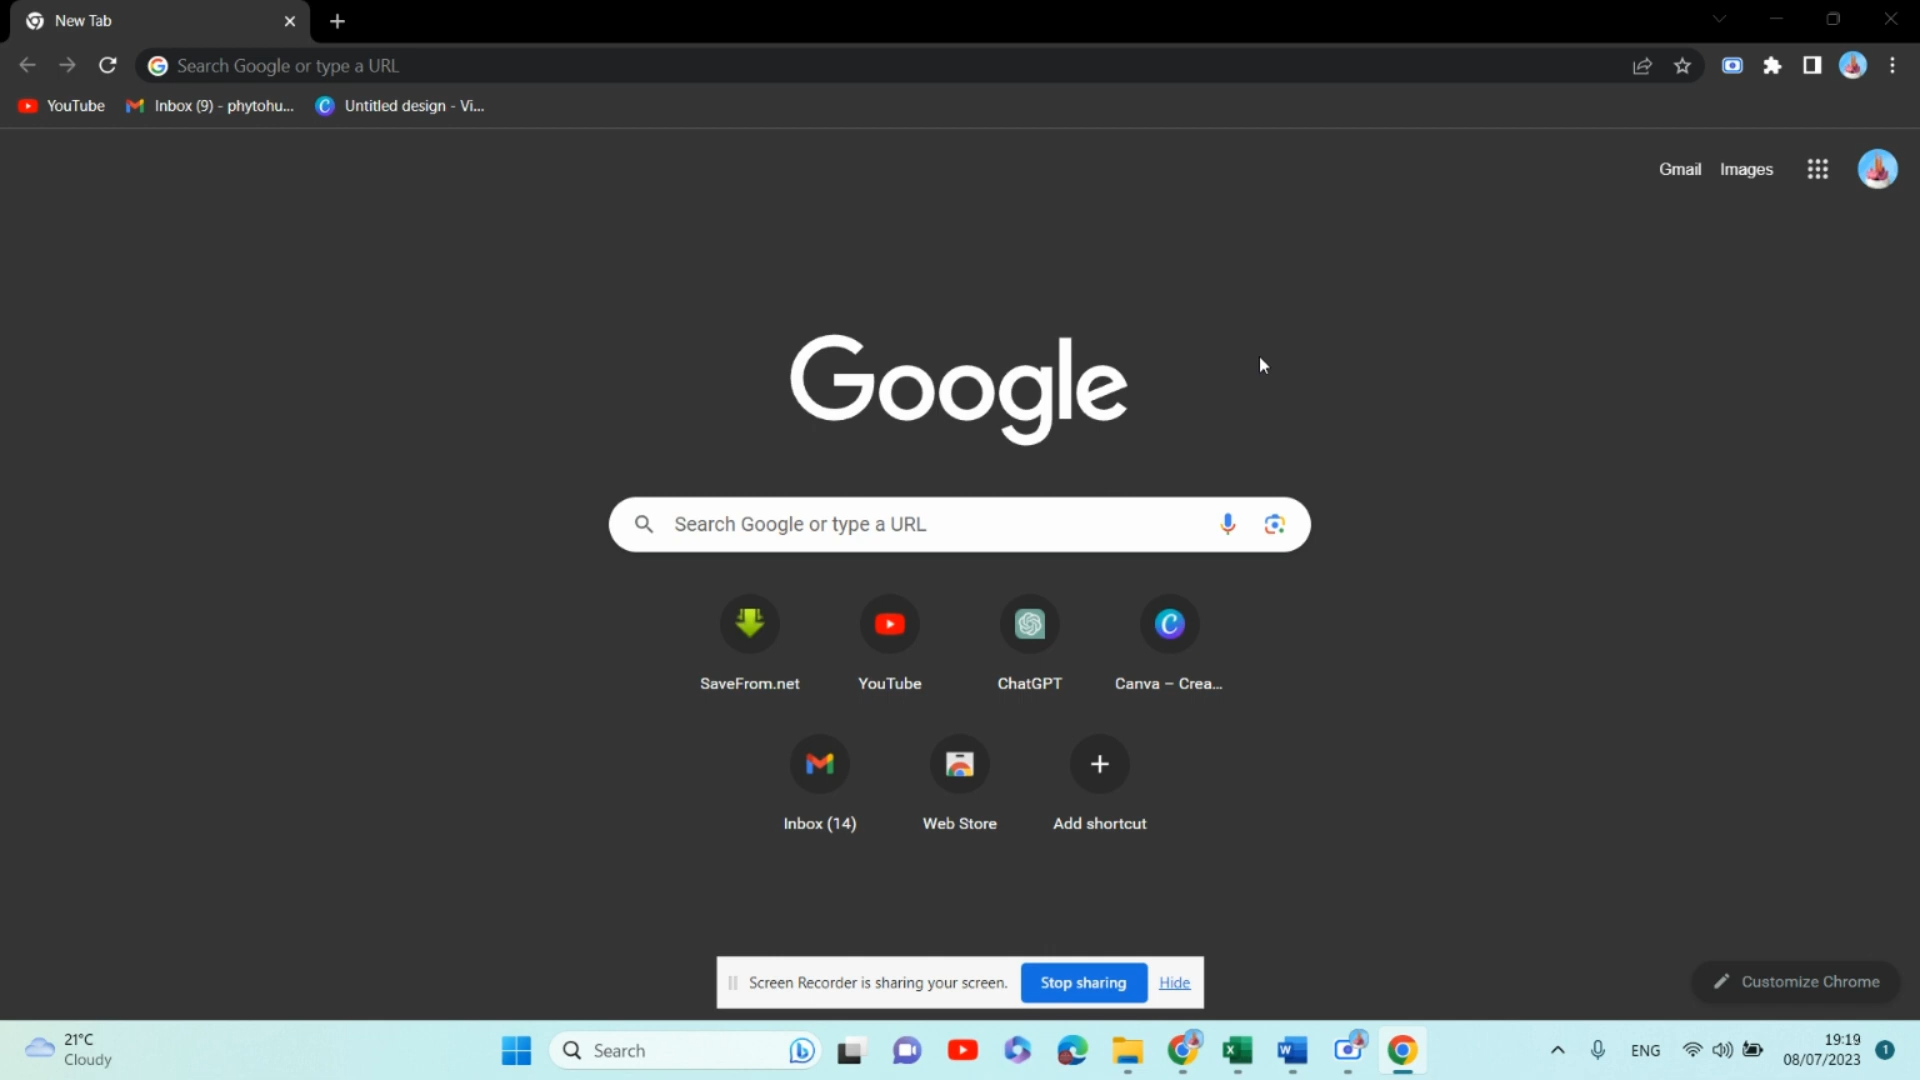 New Tab
Search Google or type a URL
YouTube
Inbox (9) - phytohu...
Untitled design - Vi...
Gmail
Images
Google
Search Google or type a URL
SaveFrom.net
YouTube
ChatGPT
Canva – Crea...
Inbox (14)
Web Store
Add shortcut
Screen Recorder is sharing your screen.
Stop sharing
Hide
Customize Chrome
21°C
Cloudy
Search
ENG
19:19
08/07/2023
1